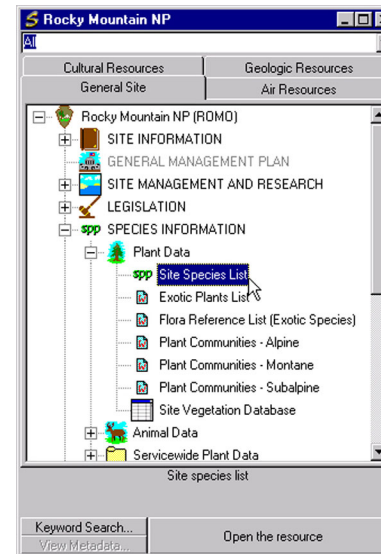 Rocky Mountain NP
All
Cultural Resources
Geologic Resources
General Site
Air Resources
Rocky Mountain NP (ROMO)
SITE INFORMATION
GENERAL MANAGEMENT PLAN
SITE MANAGEMENT AND RESEARCH
LEGISLATION
spp SPECIES INFORMATION
Plant Data
spp Site Species List
Exotic Plants List
Flora Reference List (Exotic Species)
Plant Communities - Alpine
Plant Communities - Montane
Plant Communities - Subalpine
Site Vegetation Database
Animal Data
Servicewide Plant Data
Site species list
Keyword Search...
View Metadata...
Open the resource